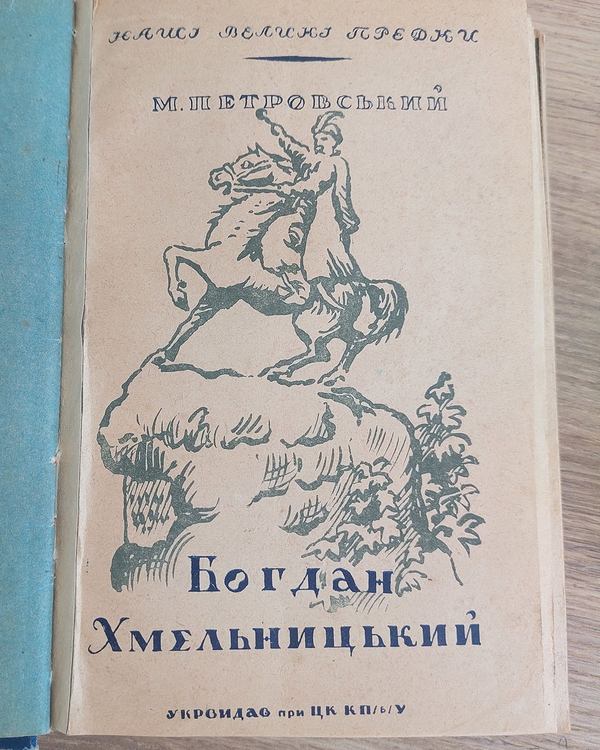 НАШІ ВЕЛИКІ ПРЕДКИ
М. ПЕТРОВСЬКИЙ
Богдан
Хмельницький
УКРВИДАВ при ЦК КП/б/У